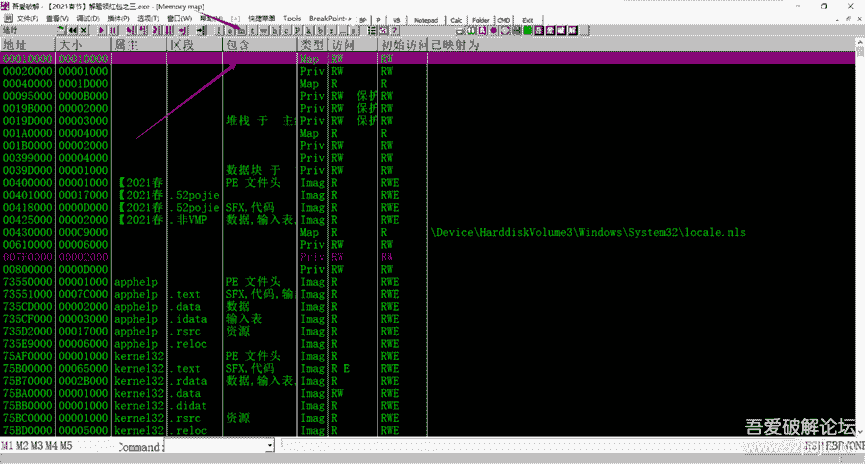 吾爱破解 - 【2021春节】解题领红包之三.exe - [Memory map]
文件(F) 查看(V) 调试(D) 插件(P) 选项(T) 窗口(W) 帮助(H) [+] 快捷菜单 Tools BreakPoint-> BP P VB Notepad Calc Folder CMD Exit
运行
地址 大小 属主 区段 包含 类型 访问 初始访问 已映射为
00010000 00010000 Map RW RW
00020000 00001000 Priv RW RW
00040000 0001D000 Map R R
00095000 0000B000 Priv RW 保护 RW
0019B000 00002000 Priv RW 保护 RW
0019D000 00003000 堆栈 于 主 Priv RW 保护 RW
001A0000 00004000 Map R R
001B0000 00002000 Priv RW RW
00399000 00004000 Priv RW RW
0039D000 00001000 数据块 于 Priv RW RW
00400000 00001000 【2021春 PE 文件头 Imag R RWE
00401000 00017000 【2021春 .52pojie Imag R RWE
00418000 0000D000 【2021春 .52pojie SFX,代码 Imag R RWE
00425000 00002000 【2021春 .非VMP 数据,输入表, Imag R RWE
00430000 000C9000 Map R R \Device\HarddiskVolume3\Windows\System32\locale.nls
00610000 00006000 Priv RW RW
007F0000 00002000 Priv RW RW
00800000 0000D000 Priv RW RW
73550000 00001000 apphelp PE 文件头 Imag R RWE
73551000 0007C000 apphelp .text SFX,代码,输 Imag R RWE
735CD000 00002000 apphelp .data 数据 Imag R RWE
735CF000 00003000 apphelp .idata 输入表 Imag R RWE
735D2000 00017000 apphelp .rsrc 资源 Imag R RWE
735E9000 00006000 apphelp .reloc Imag R RWE
75AF0000 00001000 kernel32 PE 文件头 Imag R RWE
75B00000 00065000 kernel32 .text SFX,代码 Imag R E RWE
75B70000 0002B000 kernel32 .rdata 数据,输入表, Imag R RWE
75BA0000 00001000 kernel32 .data Imag RW RWE
75BB0000 00001000 kernel32 .didat Imag R RWE
75BC0000 00001000 kernel32 .rsrc 资源 Imag R RWE
75BD0000 00005000 kernel32 .reloc Imag R RWE
吾爱破解论坛
M1 M2 M3 M4 M5 Command: